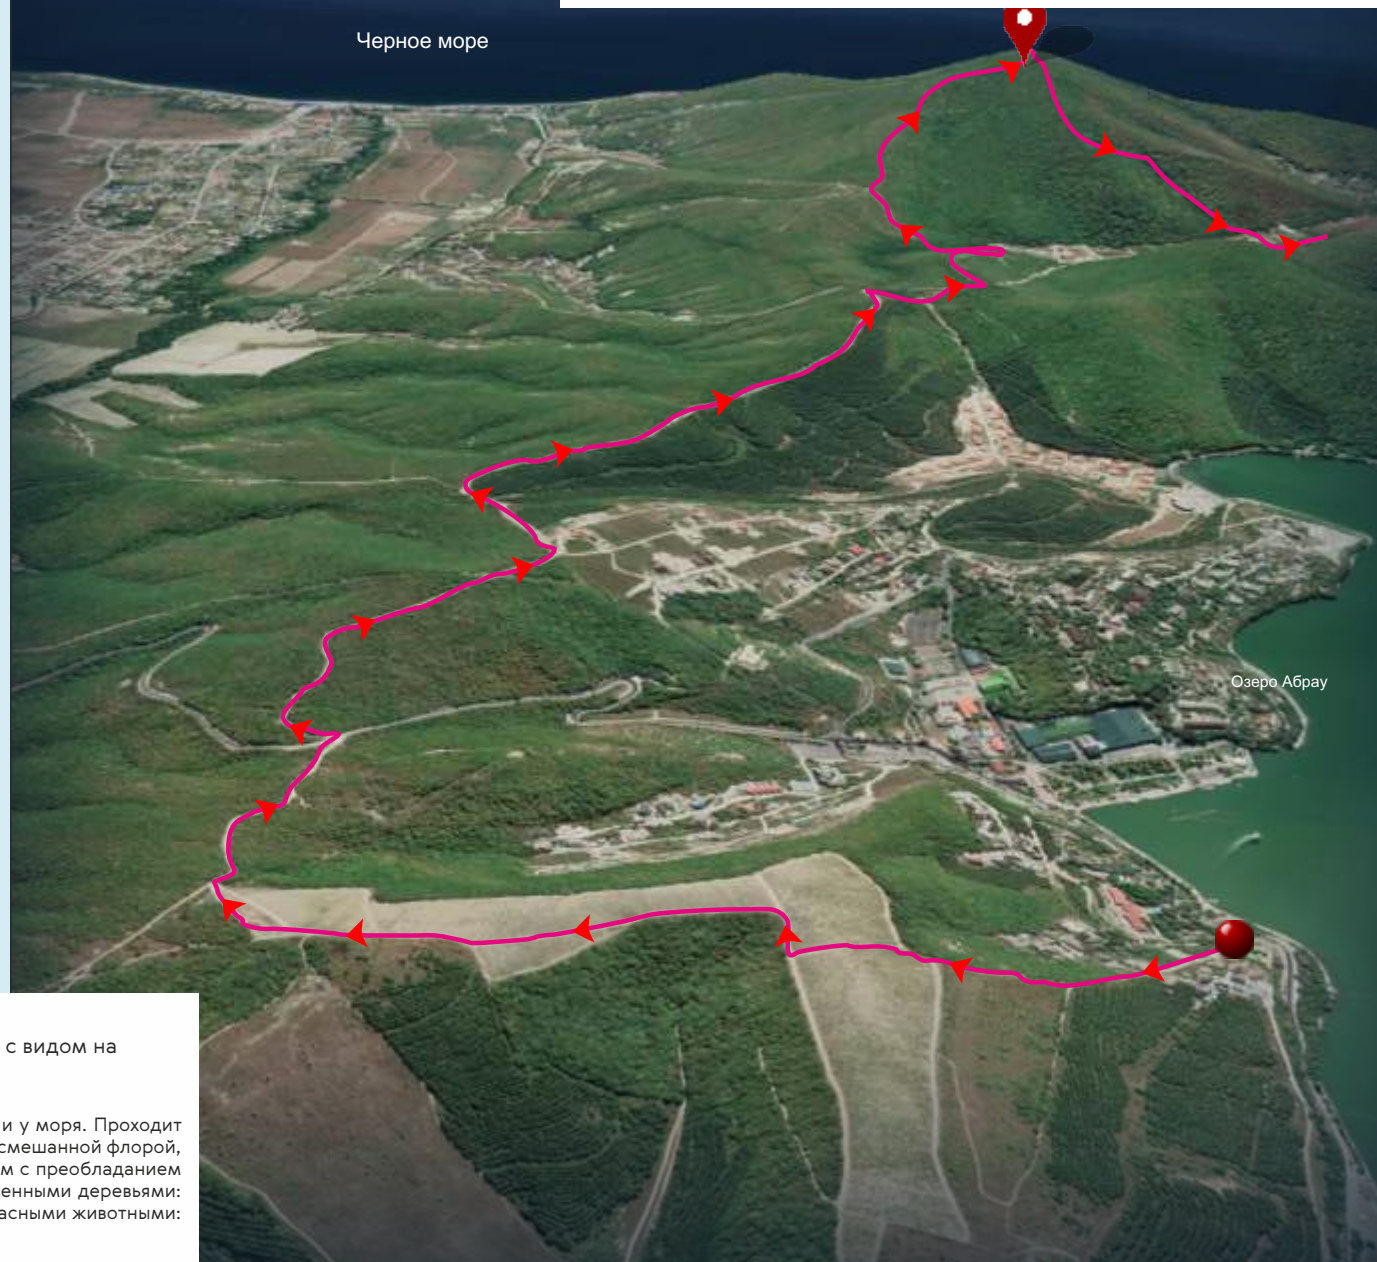 Черное море
Озеро Абрау
с видом на
и у моря. Проходит
смешанной флорой,
м с преобладанием
енными деревьями:
асными животными: